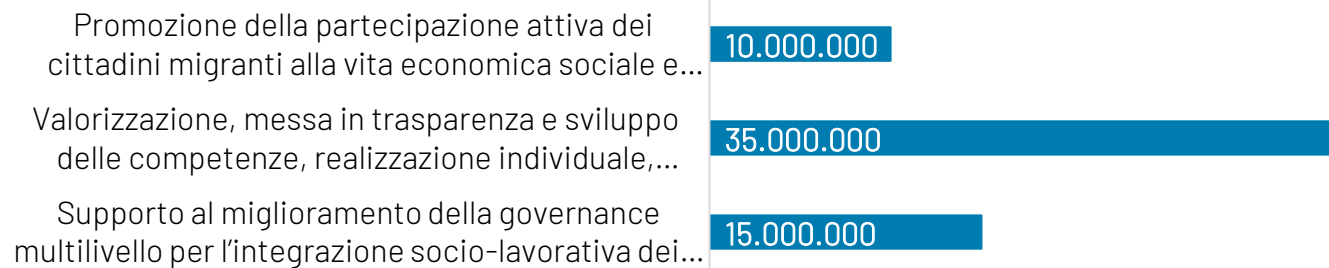 Promozione della partecipazione attiva dei
cittadini migranti alla vita economica sociale e...
10.000.000
Valorizzazione, messa in trasparenza e sviluppo
delle competenze, realizzazione individuale,...
35.000.000
Supporto al miglioramento della governance
multilivello per l'integrazione socio-lavorativa dei...
15.000.000